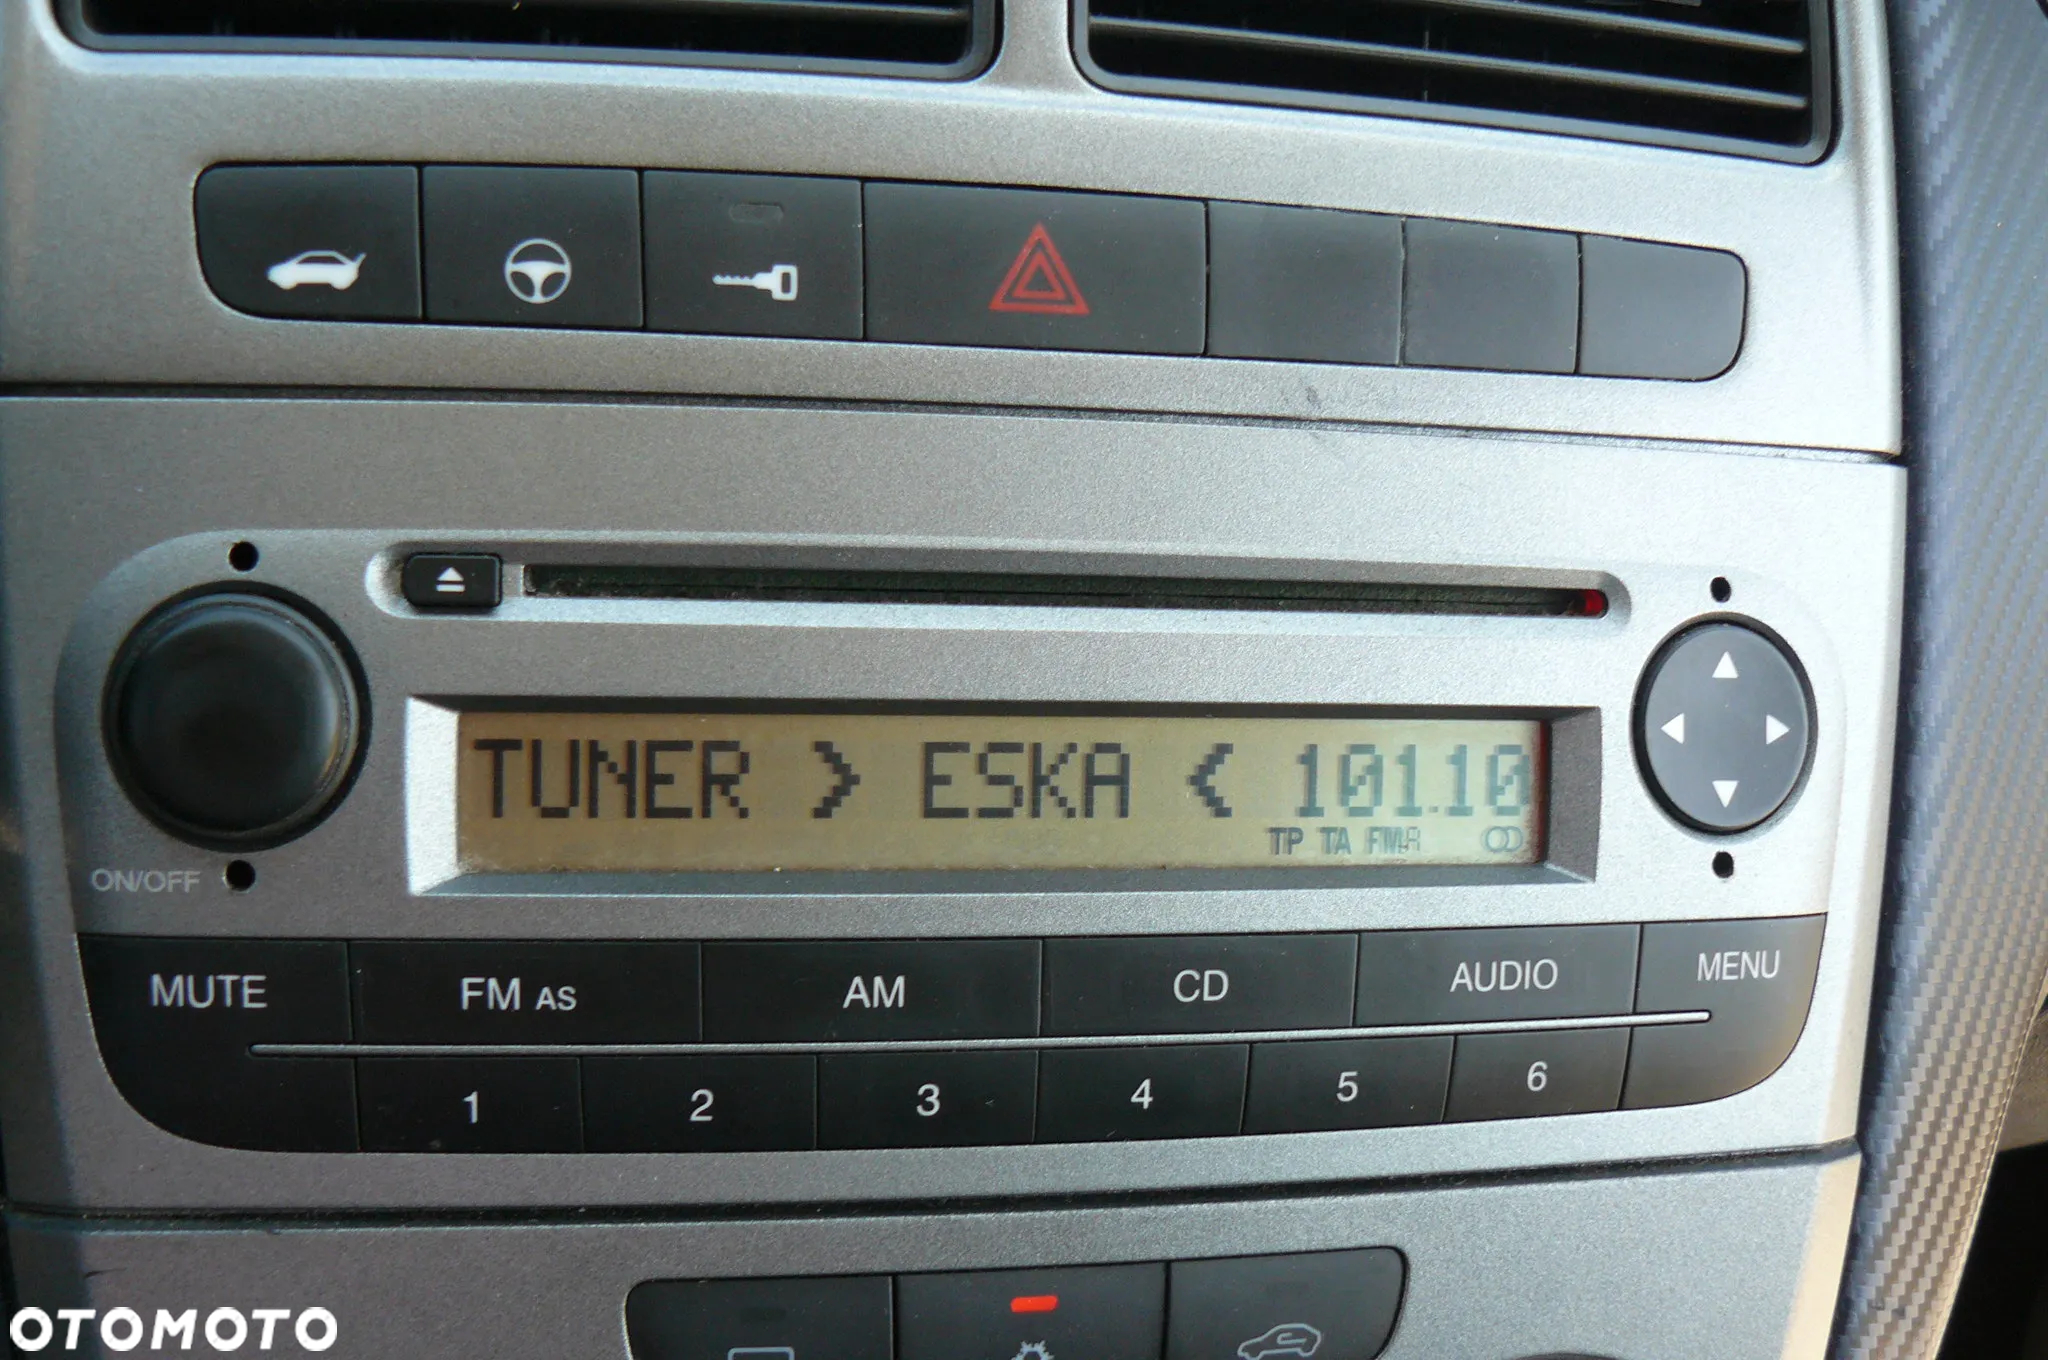 TUNER > ESKA < 101.10
TP TA FM
ON/OFF
MUTE FM AS AM CD AUDIO MENU
1 2 3 4 5 6
OTOMOTO